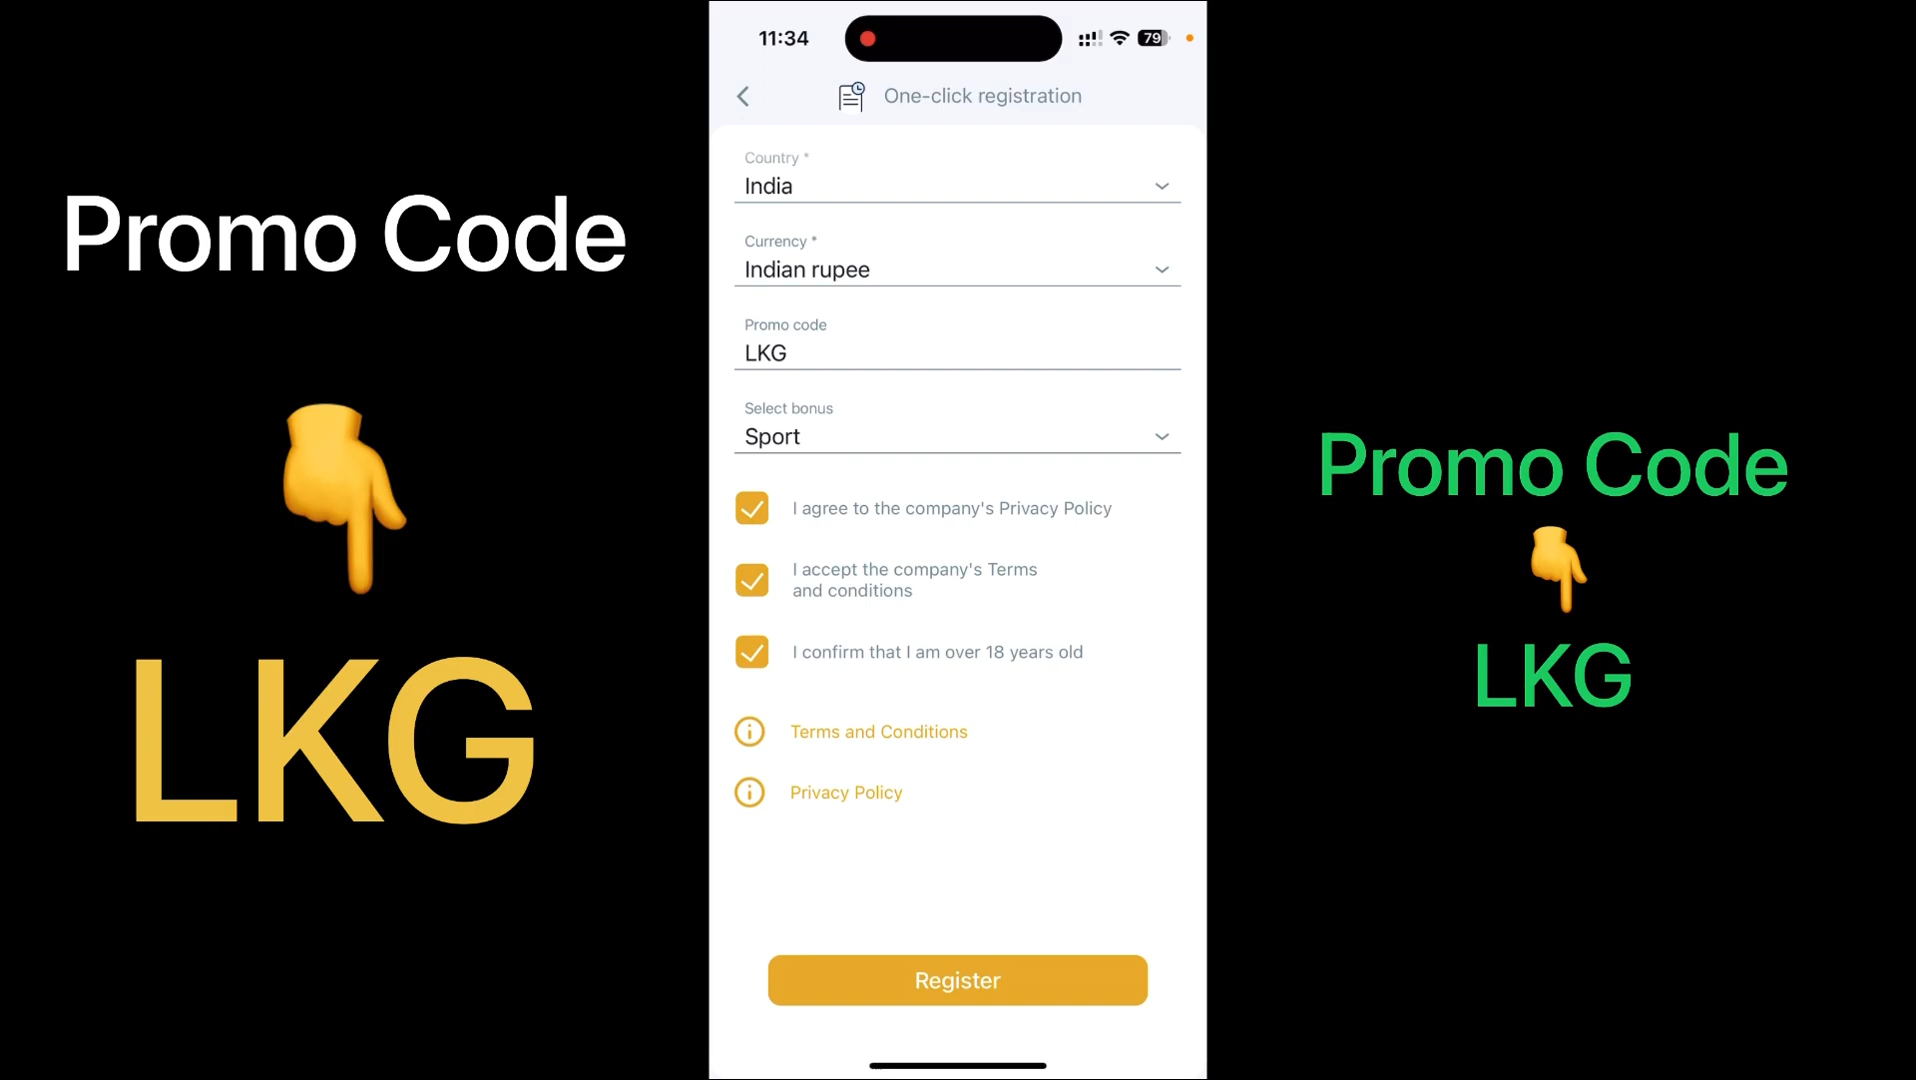 Promo Code
LKG
11:34
79
One-click registration
Country *
India
Currency *
Indian rupee
Promo code
LKG
Select bonus
Sport
I agree to the company's Privacy Policy
I accept the company's Terms
and conditions
I confirm that I am over 18 years old
Terms and Conditions
Privacy Policy
Register
Promo Code
LKG